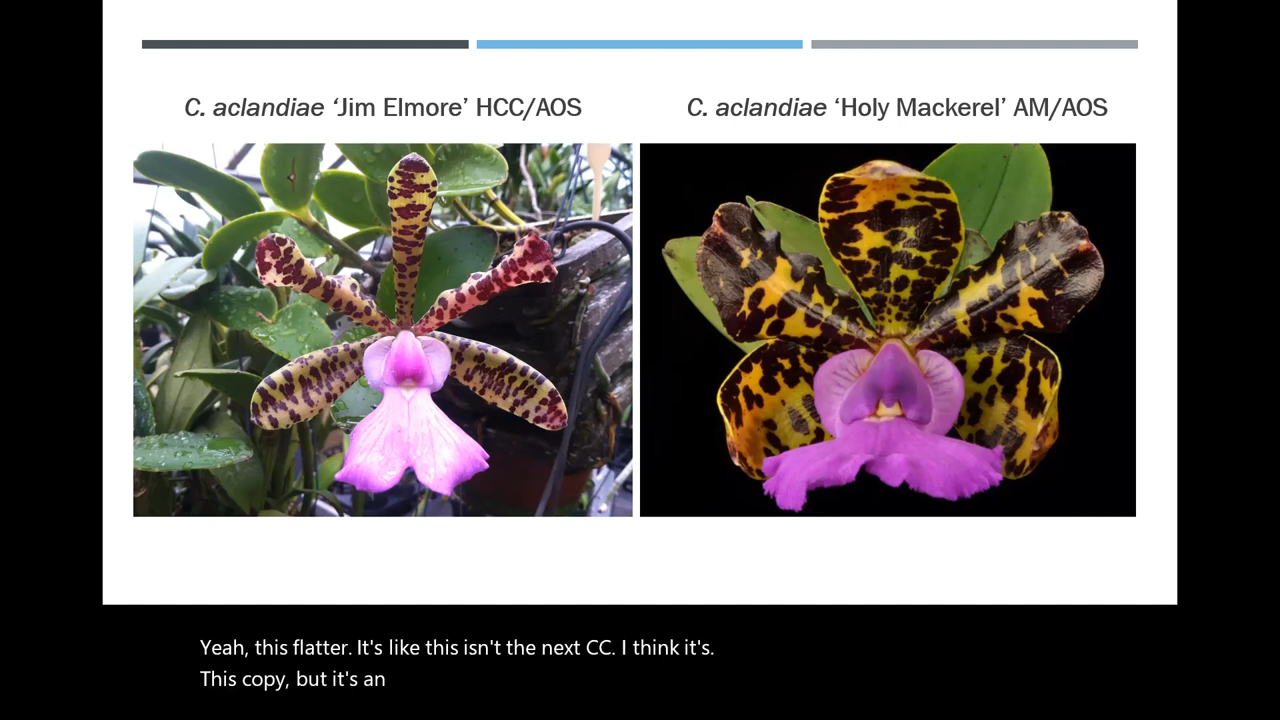 C. aclandiae ‘Jim Elmore’ HCC/AOS
C. aclandiae ‘Holy Mackerel’ AM/AOS
Yeah, this flatter. It's like this isn't the next CC. I think it's.
This copy, but it's an